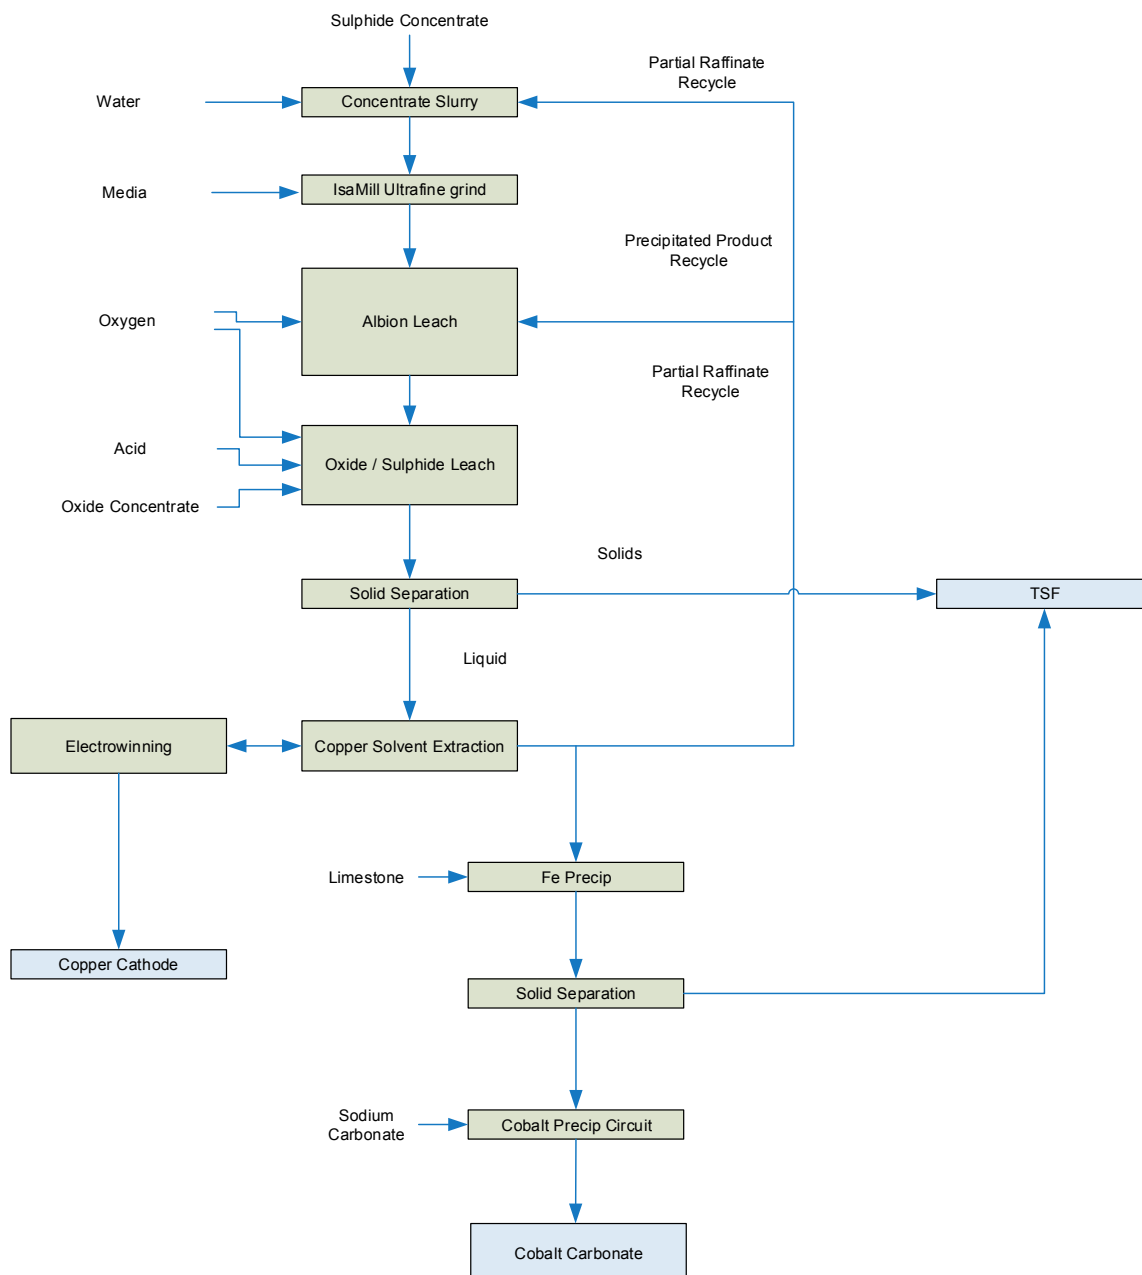 Sulphide Concentrate
Partial Raffinate
Recycle
Water
Concentrate Slurry
Media
IsaMill Ultrafine grind
Precipitated Product
Recycle
Oxygen
Albion Leach
Partial Raffinate
Recycle
Acid
Oxide / Sulphide Leach
Oxide Concentrate
Solids
Solid Separation
TSF
Liquid
Electrowinning
Copper Solvent Extraction
Limestone
Fe Precip
Copper Cathode
Solid Separation
Sodium
Carbonate
Cobalt Precip Circuit
Cobalt Carbonate